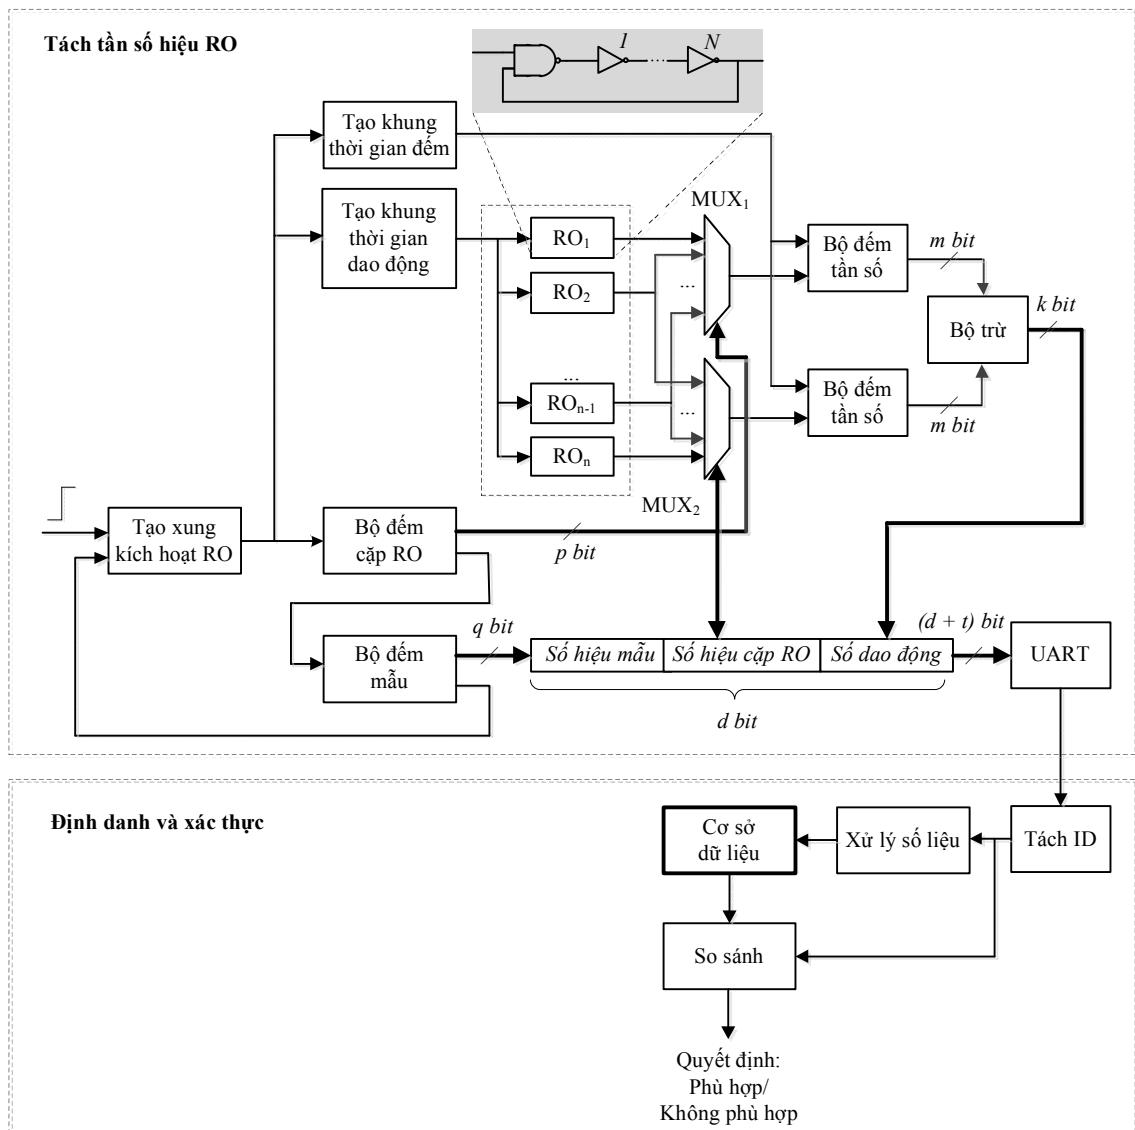 Tách tần số hiệu RO
1
N
...
Tạo khung
thời gian đếm
Tạo khung
thời gian
dao động
RO1
RO2
...
ROn-1
ROn
MUX1
...
...
MUX2
Bộ đếm
tần số
m bit
Bộ trừ
k bit
Bộ đếm
tần số
m bit
Tạo xung
kích hoạt RO
Bộ đếm
cặp RO
p bit
Bộ đếm
mẫu
q bit
Số hiệu mẫu
Số hiệu cặp RO
Số dao động
(d + t) bit
UART
d bit
Định danh và xác thực
Cơ sở
dữ liệu
Xử lý số liệu
Tách ID
So sánh
Quyết định:
Phù hợp/
Không phù hợp